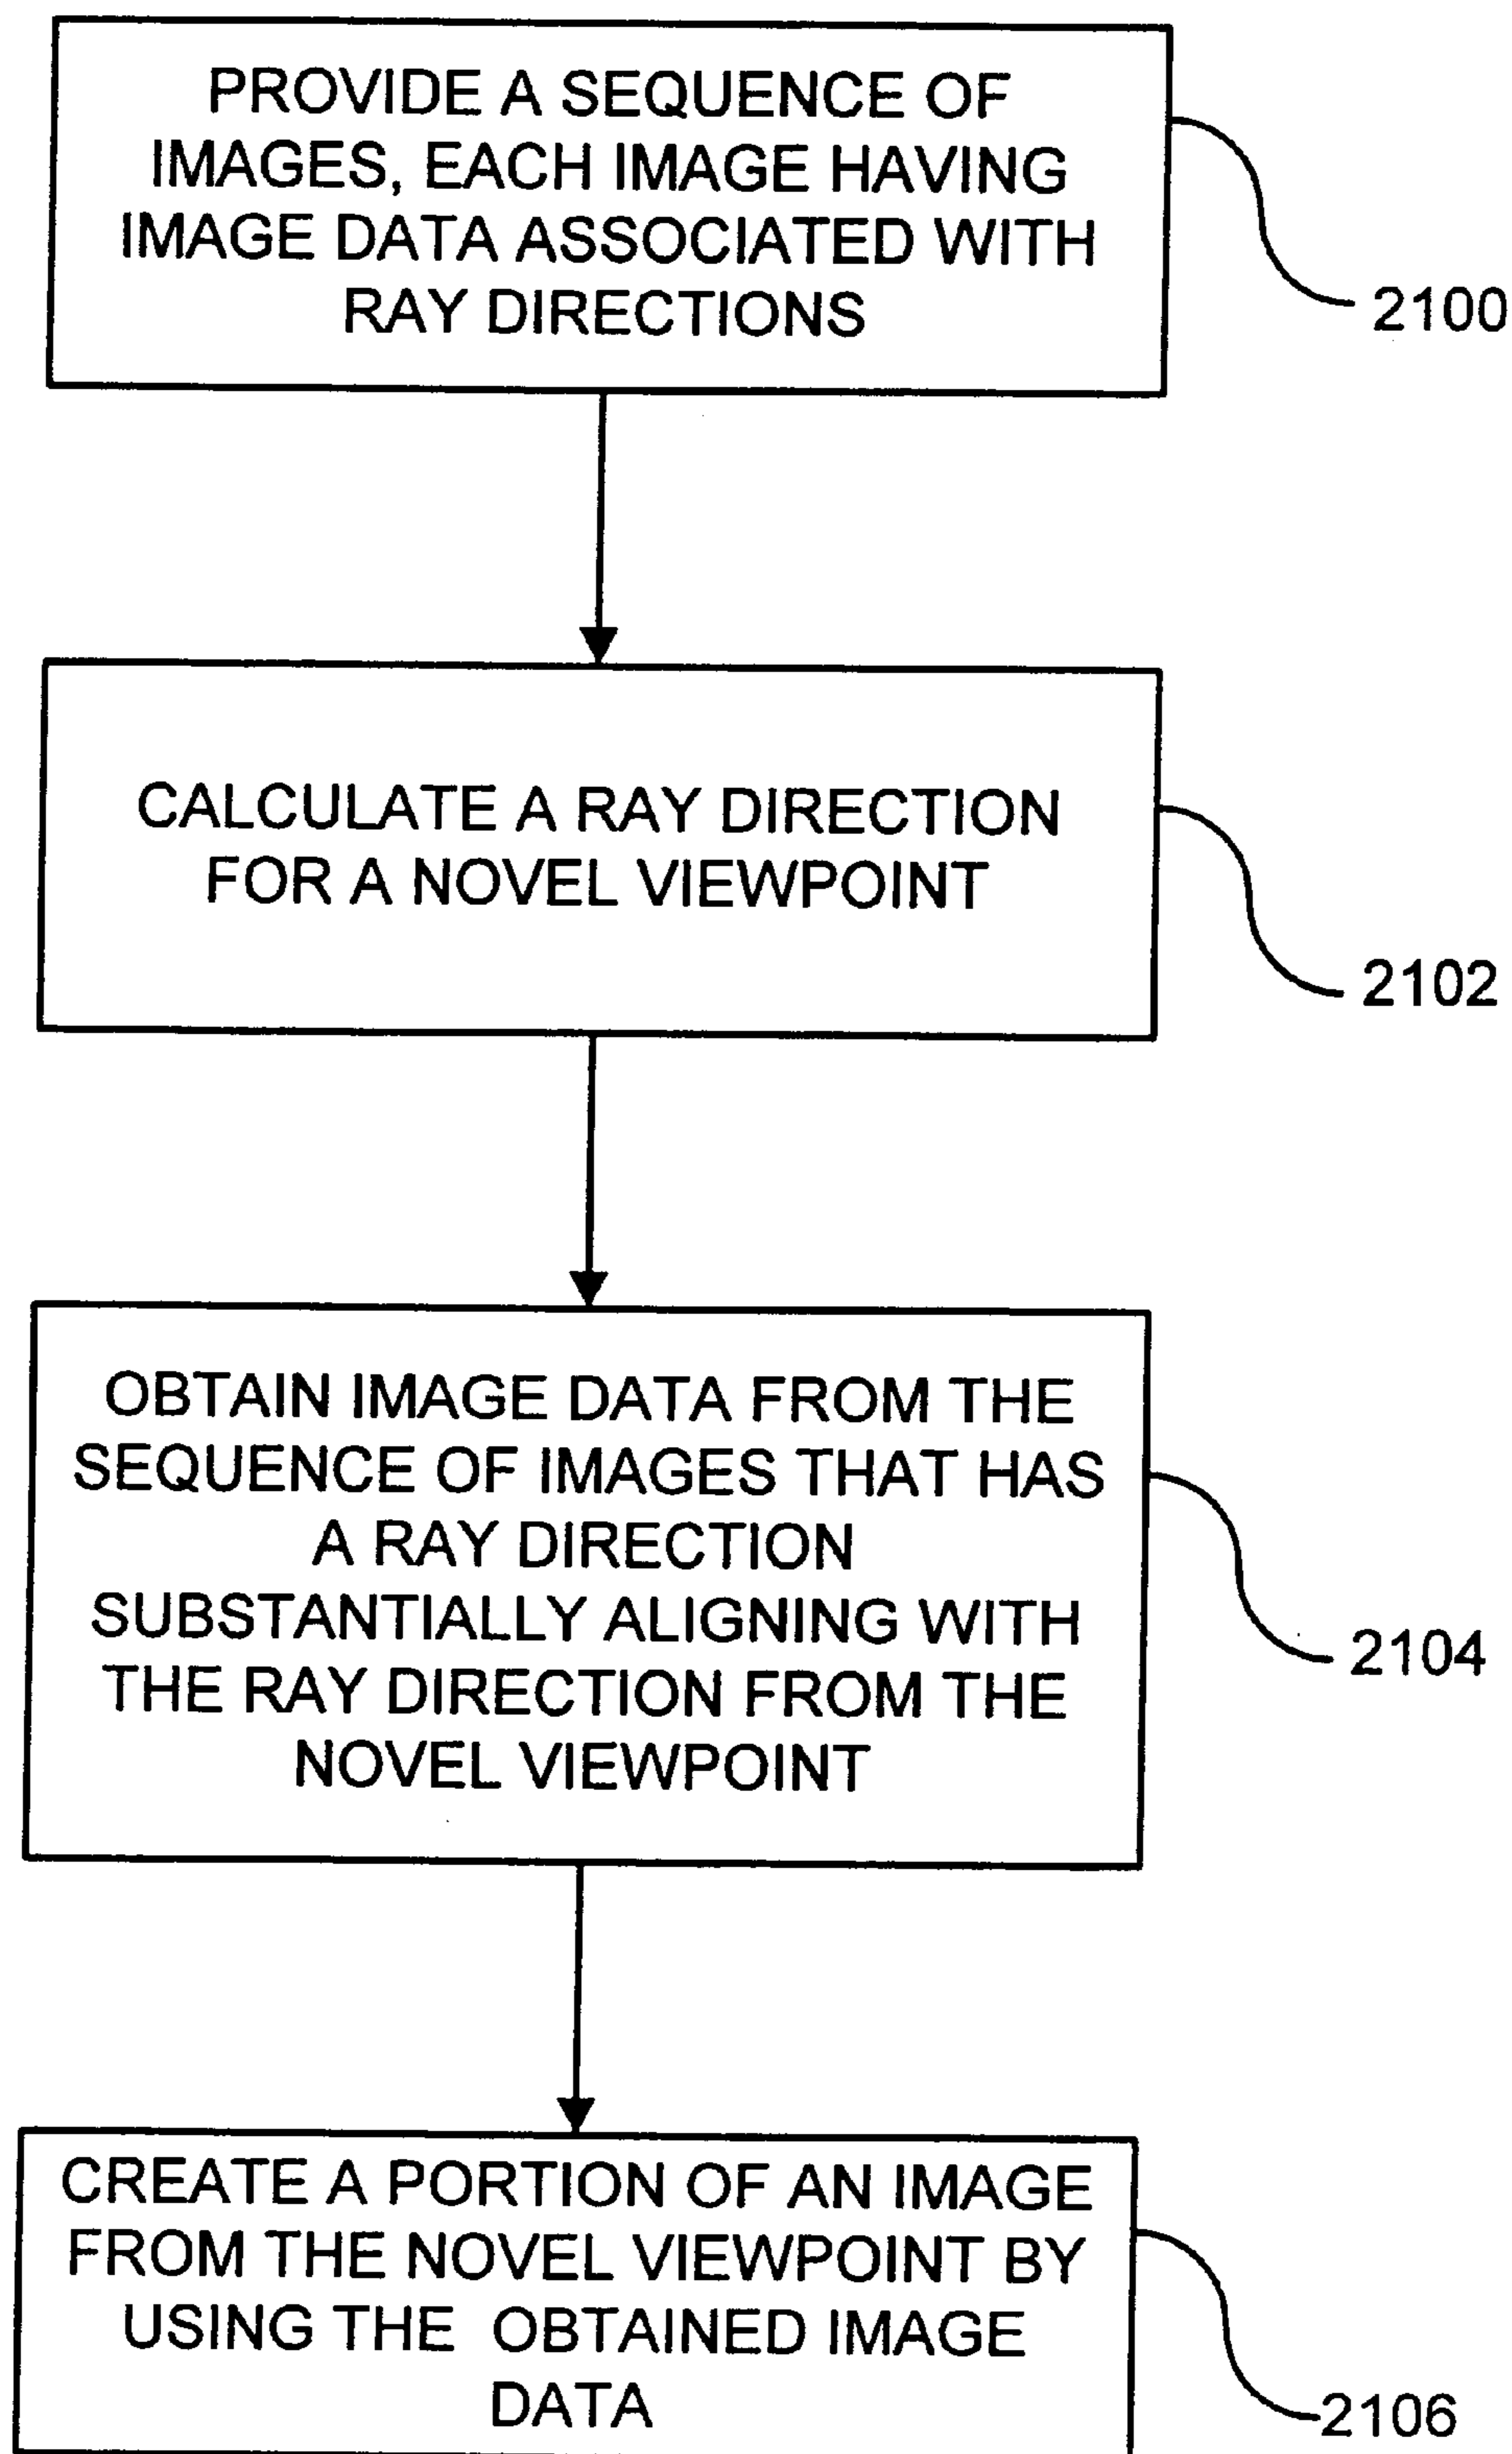 PROVIDE A SEQUENCE OF
IMAGES, EACH IMAGE HAVING
IMAGE DATA ASSOCIATED WITH
RAY DIRECTIONS
2100
CALCULATE A RAY DIRECTION
FOR A NOVEL VIEWPOINT
2102
OBTAIN IMAGE DATA FROM THE
SEQUENCE OF IMAGES THAT HAS
A RAY DIRECTION
SUBSTANTIALLY ALIGNING WITH
THE RAY DIRECTION FROM THE
NOVEL VIEWPOINT
2104
CREATE A PORTION OF AN IMAGE
FROM THE NOVEL VIEWPOINT BY
USING THE OBTAINED IMAGE
DATA
2106